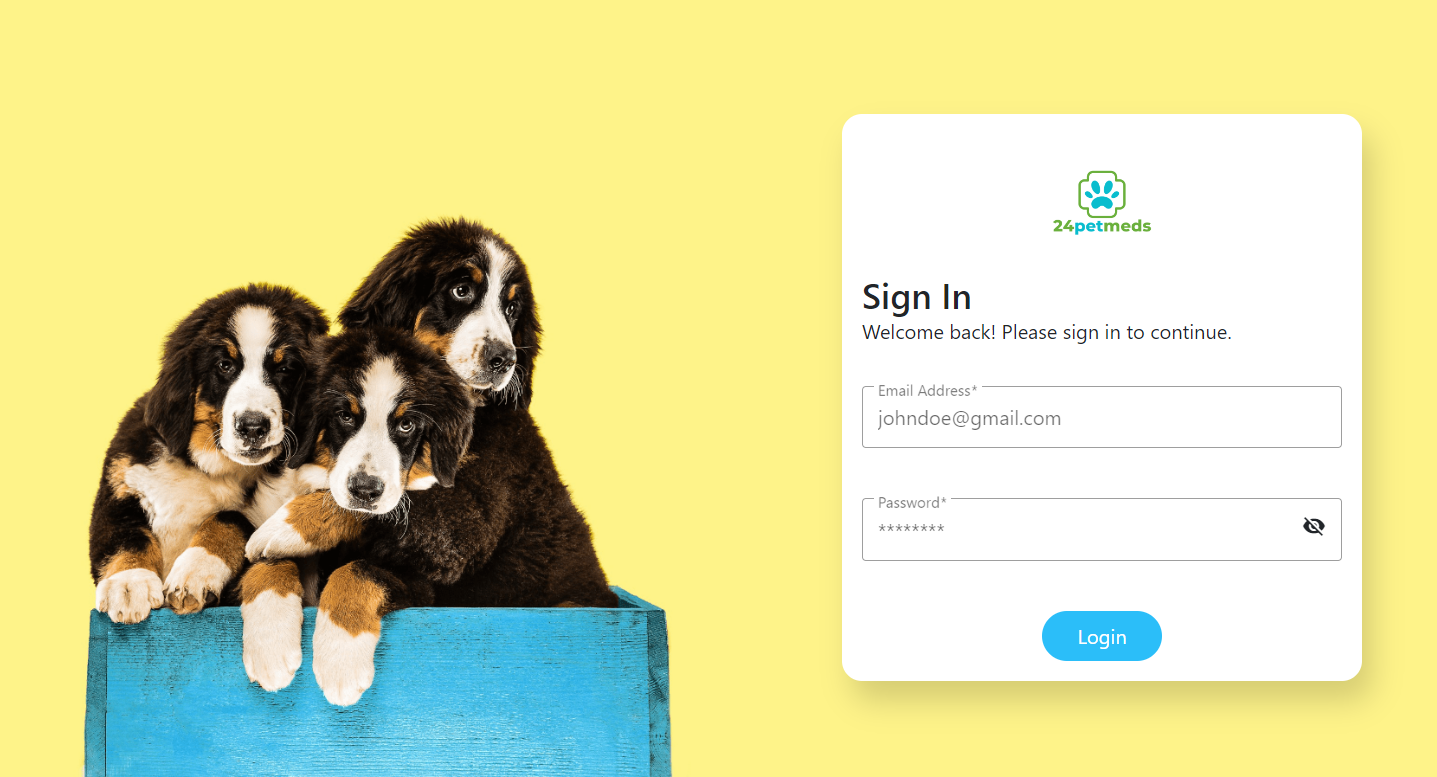 24petmeds
Sign In
Welcome back! Please sign in to continue.
Email Address*
johndoe@gmail.com
Password*
********
Login